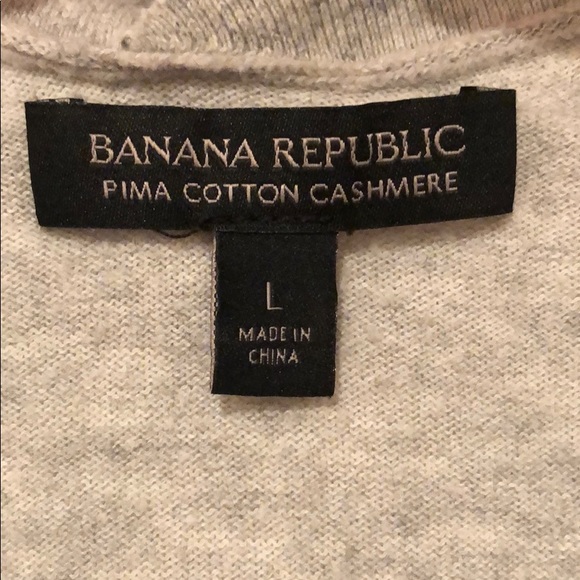 BANANA REPUBLIC
PIMA COTTON CASHMERE
L
MADE IN
CHINA